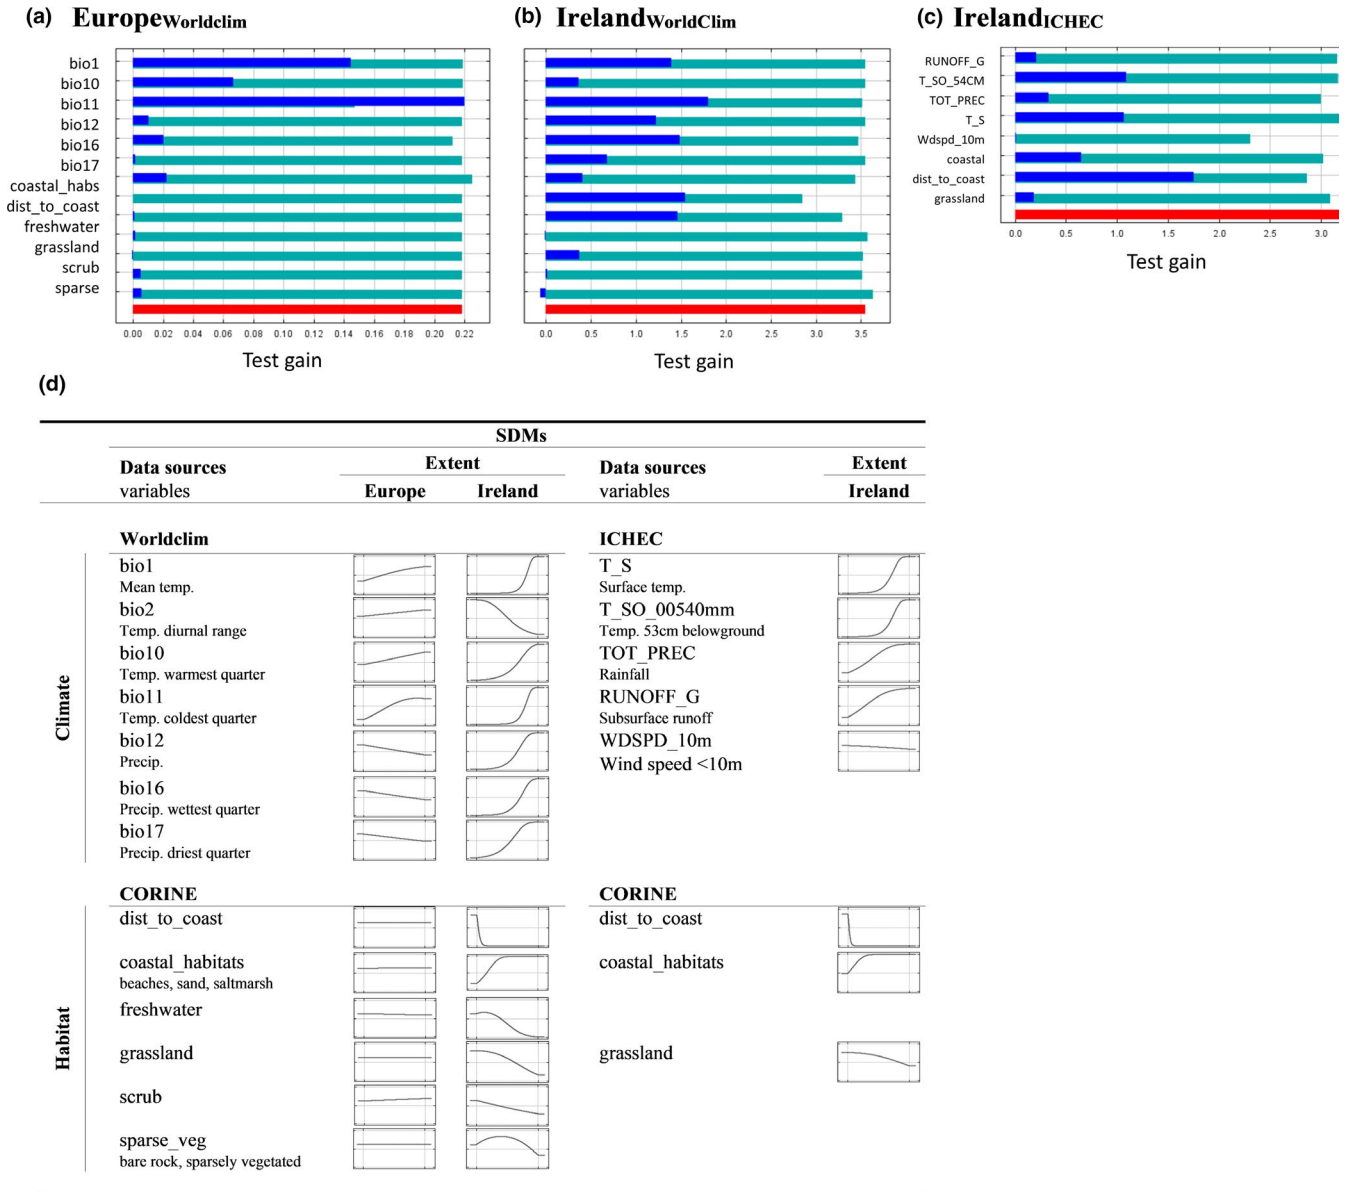 (a) EuropeWorldclim
bio1
bio10
bio11
bio12
bio16
bio17
coastal_habs
dist_to_coast
freshwater
grassland
scrub
sparse
0.00 0.02 0.04 0.06 0.08 0.10 0.12 0.14 0.16 0.18 0.20 0.22
Test gain
(b) IrelandWorldClim
0.0 0.5 1.0 1.5 2.0 2.5 3.0 3.5
Test gain
(c) IrelandICHEC
RUNOFF_G
T_SO_54CM
TOT_PREC
T_S
Wdspd_10m
coastal
dist_to_coast
grassland
0.0 0.5 1.0 1.5 2.0 2.5 3.0
Test gain
(d)
SDMs
Data sources Extent Data sources Extent
variables Europe Ireland variables Ireland
Worldclim ICHEC
bio1 T_S
Mean temp. Surface temp.
bio2 T_SO_00540mm
Temp. diurnal range Temp. 53cm belowground
bio10 TOT_PREC
Temp. warmest quarter Rainfall
bio11 RUNOFF_G
Temp. coldest quarter Subsurface runoff
bio12 WDSPD_10m
Precip. Wind speed <10m
bio16
Precip. wettest quarter
bio17
Precip. driest quarter
Climate
CORINE CORINE
dist_to_coast dist_to_coast
coastal_habitats coastal_habitats
beaches, sand, saltmarsh
freshwater
grassland grassland
scrub
sparse_veg
bare rock, sparsely vegetated
Habitat